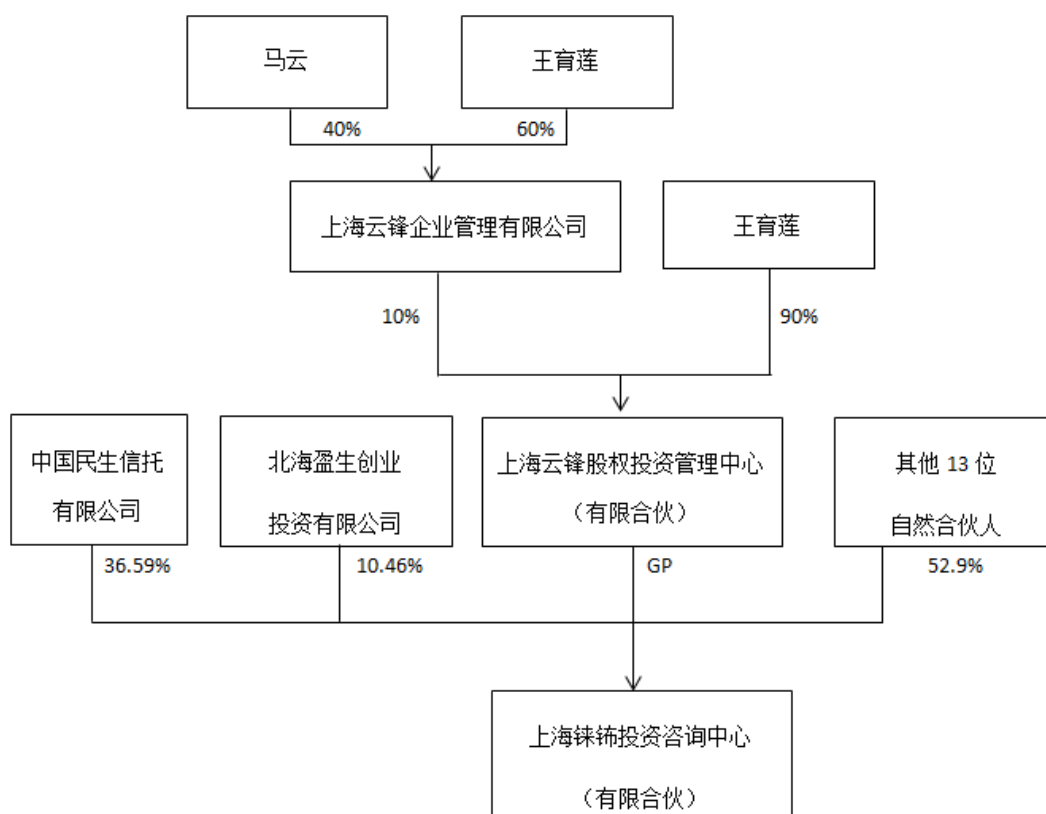 马云
王育莲
40%
60%
上海云锋企业管理有限公司
王育莲
10%
90%
中国民生信托
有限公司
北海盈生创业
投资有限公司
上海云锋股权投资管理中心
（有限合伙）
其他 13 位
自然合伙人
36.59%
10.46%
GP
52.9%
上海铼钸投资咨询中心
（有限合伙）